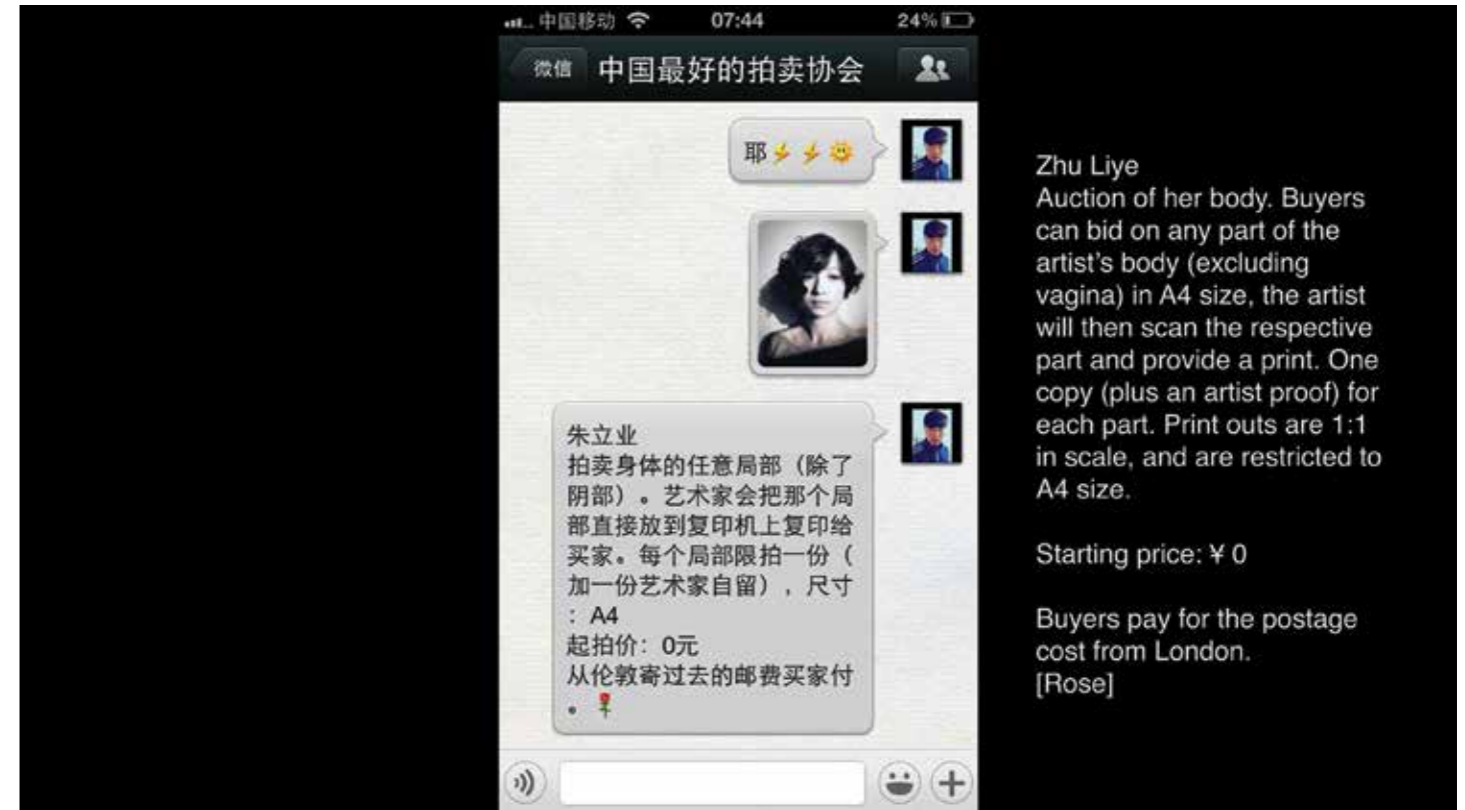 中国移动 07:44 24%
微信 中国最好的拍卖协会
耶
朱立业
拍卖身体的任意局部（除了
阴部）。艺术家会把那个局
部直接放到复印机上复印给
买家。每个局部限拍一份（
加一份艺术家自留），尺寸
：A4
起拍价：0元
从伦敦寄过去的邮费买家付
。
Zhu Liye
Auction of her body. Buyers
can bid on any part of the
artist's body (excluding
vagina) in A4 size, the artist
will then scan the respective
part and provide a print. One
copy (plus an artist proof) for
each part. Print outs are 1:1
in scale, and are restricted to
A4 size.
Starting price: ¥ 0
Buyers pay for the postage
cost from London.
[Rose]